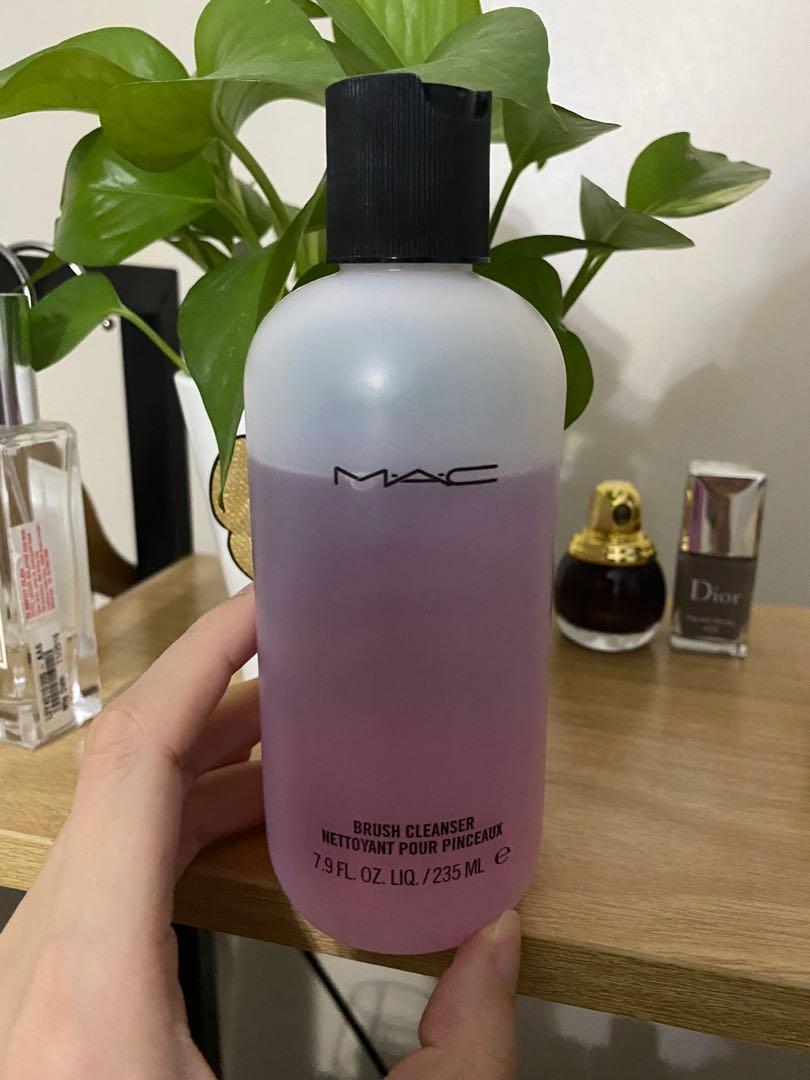 M·A·C
BRUSH CLEANSER
NETTOYANT POUR PINCEAUX
7.9 FL. OZ. LIQ. / 235 ML ℮
Dior